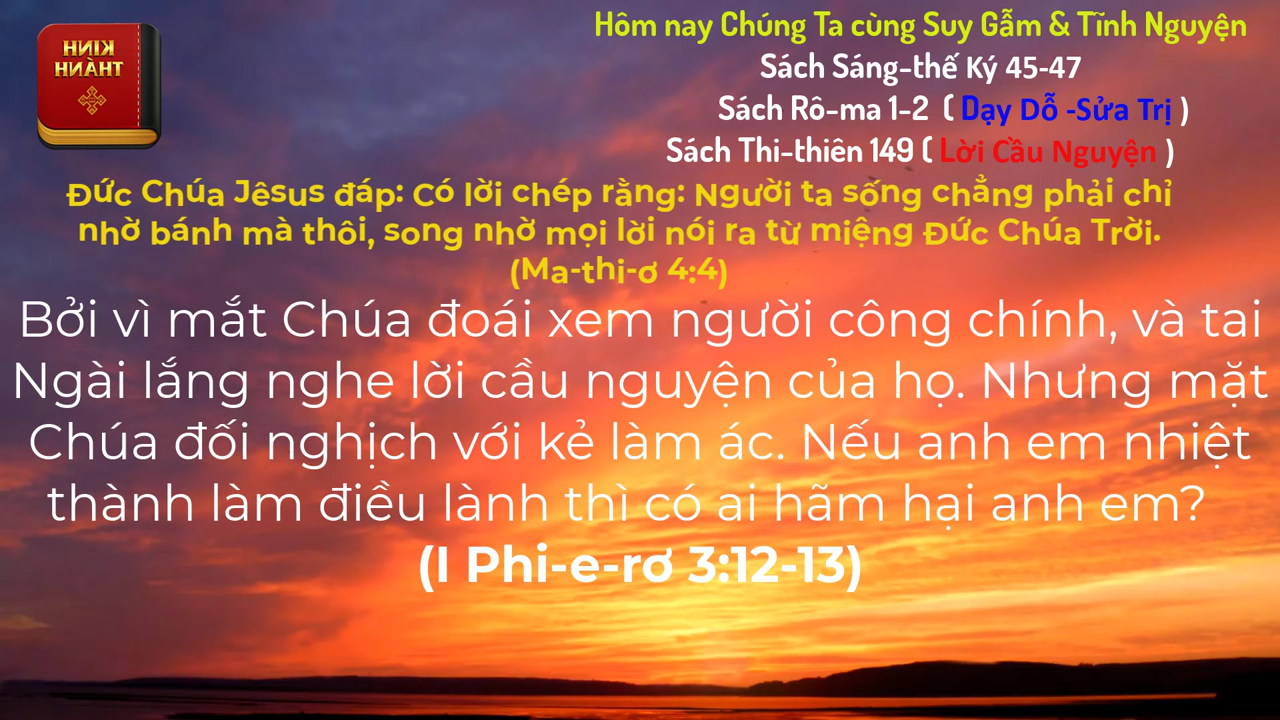 KINH
THÁNH
Hôm nay Chúng Ta cùng Suy Gẫm & Tĩnh Nguyện
Sách Sáng-thế Ký 45-47
Sách Rô-ma 1-2 ( Dạy Dỗ -Sửa Trị )
Sách Thi-thiên 149 ( Lời Cầu Nguyện )
Đức Chúa Jêsus đáp: Có lời chép rằng: Người ta sống chẳng phải chỉ
nhờ bánh mà thôi, song nhờ mọi lời nói ra từ miệng Đức Chúa Trời.
(Ma-thi-ơ 4:4)
Bởi vì mắt Chúa đoái xem người công chính, và tai
Ngài lắng nghe lời cầu nguyện của họ. Nhưng mặt
Chúa đối nghịch với kẻ làm ác. Nếu anh em nhiệt
thành làm điều lành thì có ai hãm hại anh em?
(I Phi-e-rơ 3:12-13)